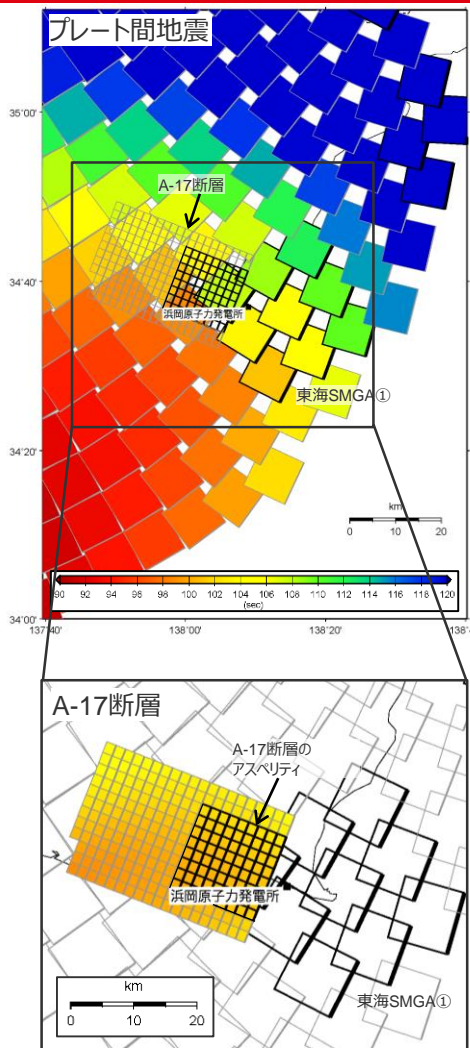 プレート間地震
35°00'
A-17断層
34°40'
浜岡原子力発電所
東海SMGA①
34°20'
km
0 10 20
90 92 94 96 98 100 102 104 106 108 110 112 114 116 118 120
(sec)
34°00'
137°40' 138°00' 138°20'
A-17断層
A-17断層の
アスペリティ
浜岡原子力発電所
東海SMGA①
km
0 10 20